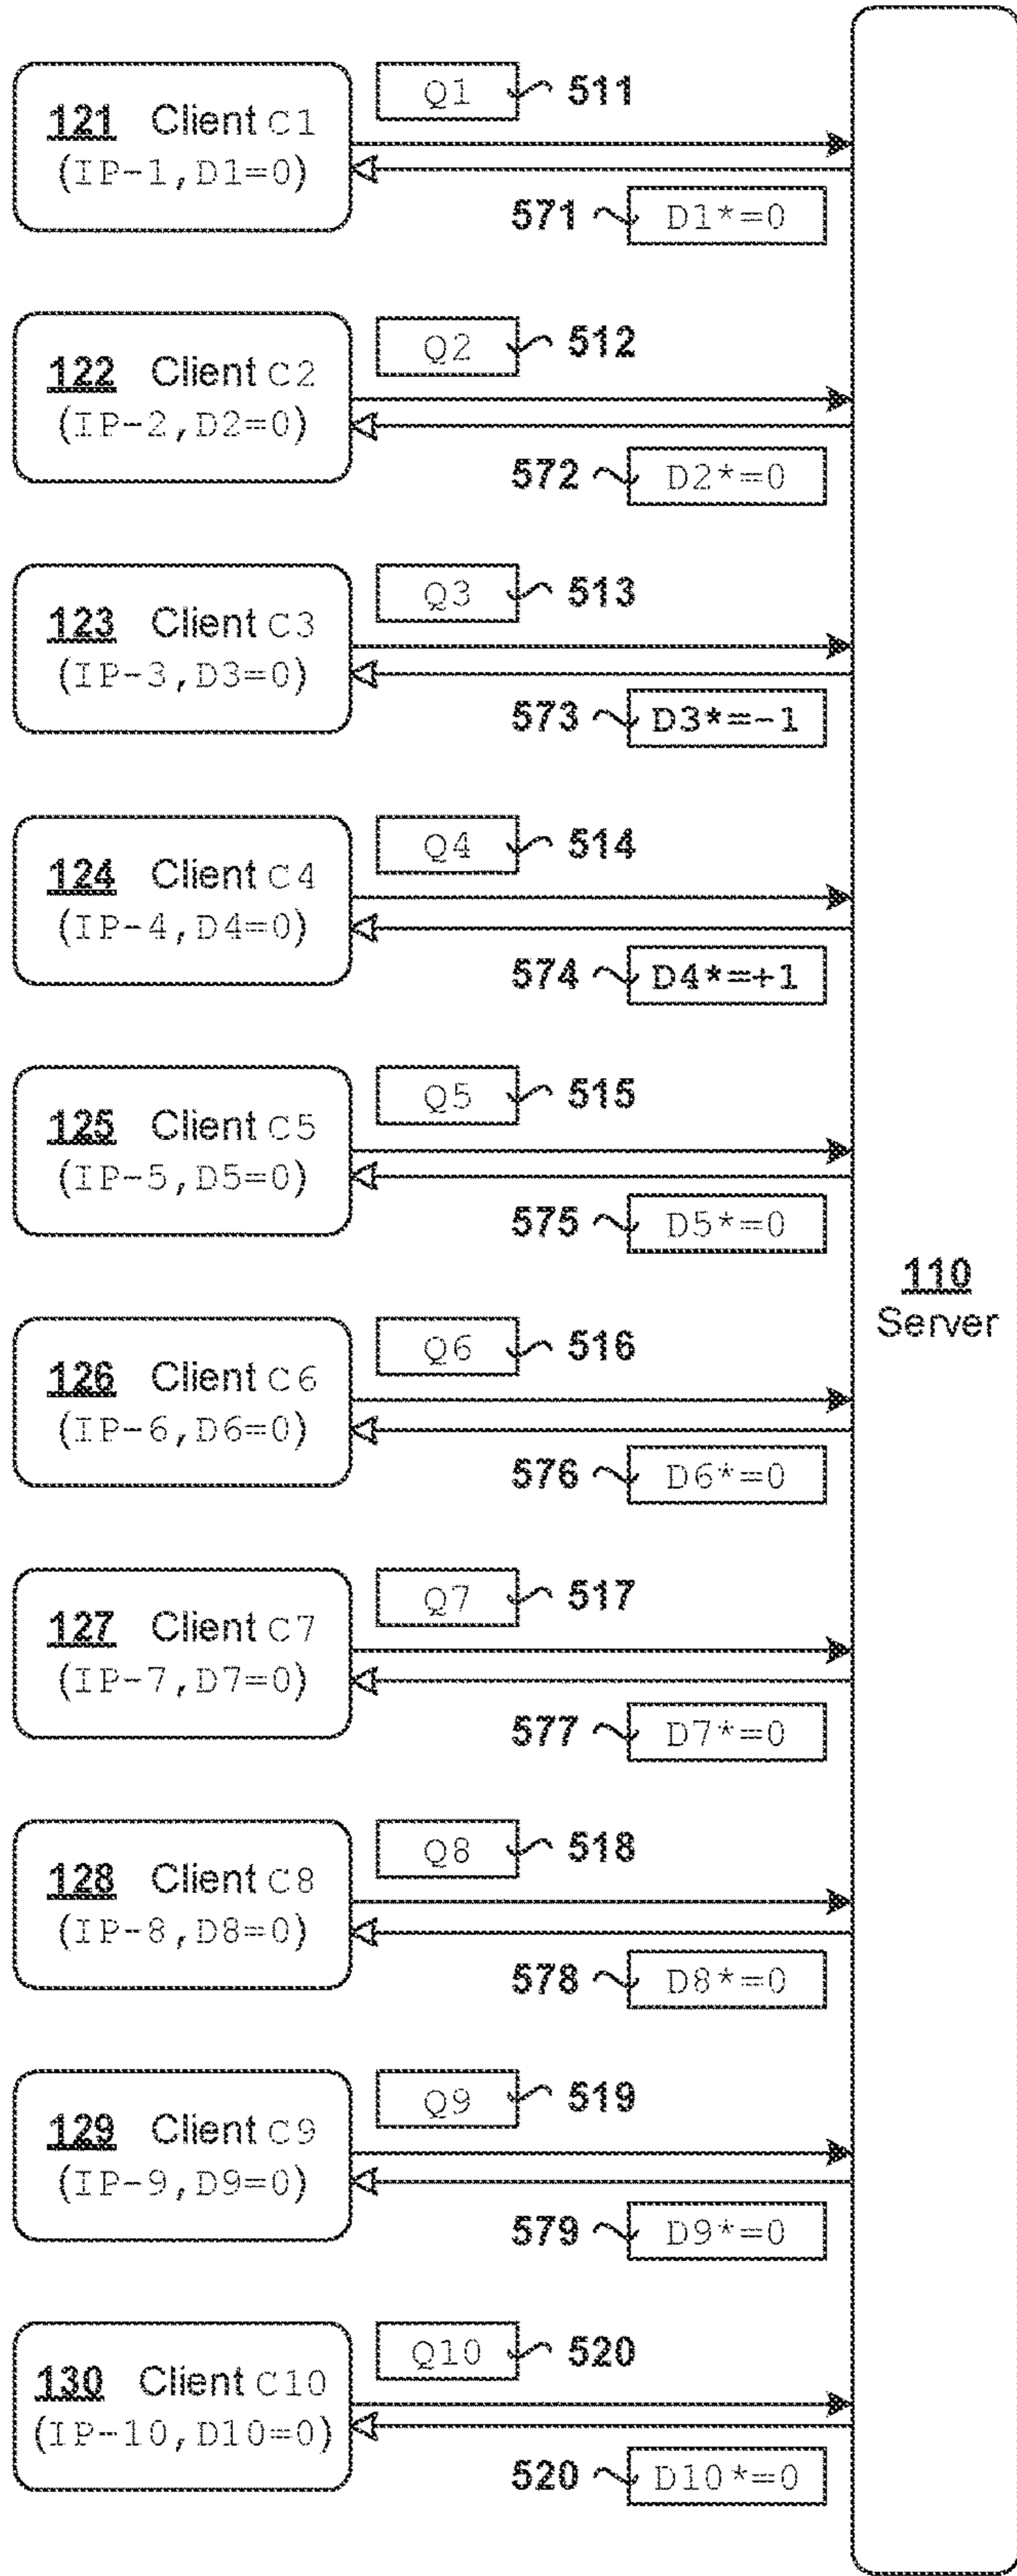 Q1 511
121 Client C1
(IP-1,D1=0)
571 D1*=0
Q2 512
122 Client C2
(IP-2,D2=0)
572 D2*=0
Q3 513
123 Client C3
(IP-3,D3=0)
573 D3*=-1
Q4 514
124 Client C4
(IP-4,D4=0)
574 D4*=+1
Q5 515
125 Client C5
(IP-5,D5=0)
575 D5*=0
110
Server
Q6 516
126 Client C6
(IP-6,D6=0)
576 D6*=0
Q7 517
127 Client C7
(IP-7,D7=0)
577 D7*=0
Q8 518
128 Client C8
(IP-8,D8=0)
578 D8*=0
Q9 519
129 Client C9
(IP-9,D9=0)
579 D9*=0
Q10 520
130 Client C10
(IP-10,D10=0)
520 D10*=0